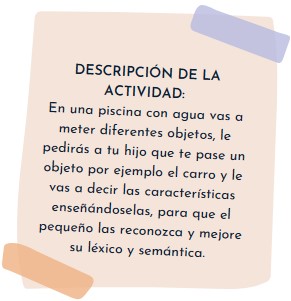 DESCRIPCIÓN DE LA
ACTIVIDAD:
En una piscina con agua vas a
meter diferentes objetos, le
pedirás a tu hijo que te pase un
objeto por ejemplo el carro y le
vas a decir las características
enseñándoselas, para que el
pequeño las reconozca y mejore
su léxico y semántica.